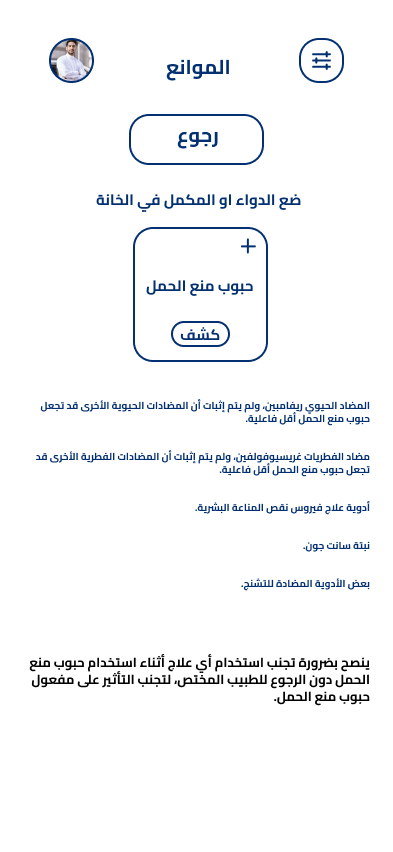 الموانع
رجوع
ضع الدواء او المكمل في الخانة
حبوب منع الحمل
كشف
المضاد الحيوي ريفامبين، ولم يتم إثبات أن المضادات الحيوية الأخرى قد تجعل
حبوب منع الحمل أقل فاعلية.
مضاد الفطريات غريسيوفولفين، ولم يتم إثبات أن المضادات الفطرية الأخرى قد
تجعل حبوب منع الحمل أقل فاعلية.
أدوية علاج فيروس نقص المناعة البشرية.
نبتة سانت جون.
بعض الأدوية المضادة للتشنج.
ينصح بضرورة تجنب استخدام أي علاج أثناء استخدام حبوب منع
الحمل دون الرجوع للطبيب المختص، لتجنب التأثير على مفعول
حبوب منع الحمل.